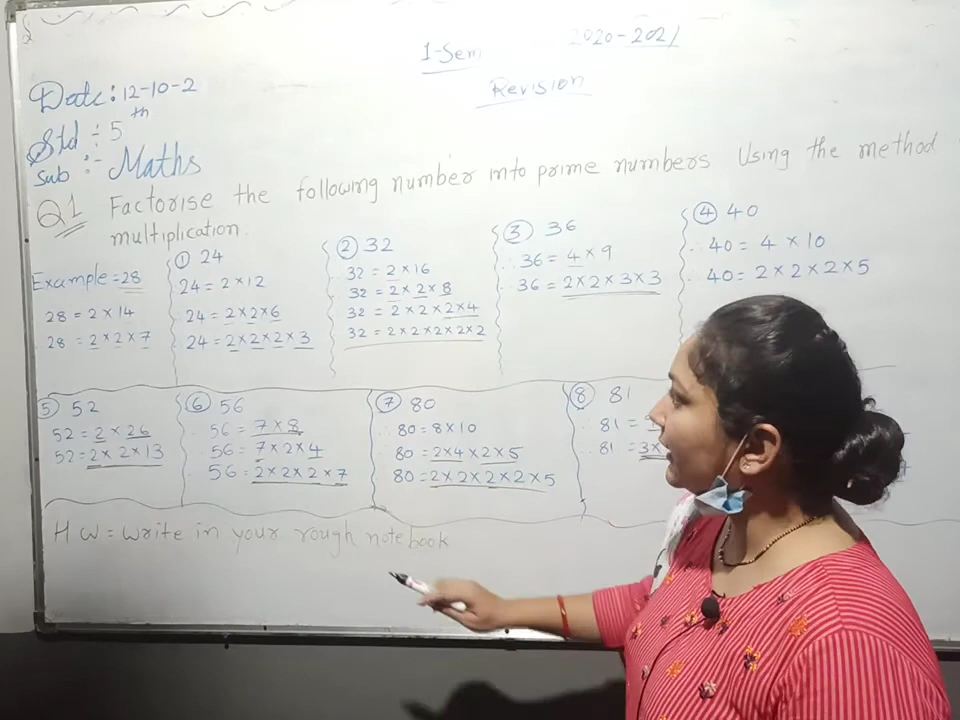 1-Sem 2020-2021
Revision
Date: 12-10-2
Std :- 5th
Sub :- Maths
Q1 Factorise the following number into prime numbers Using the method
multiplication.
Example = 28
28 = 2 × 14
28 = 2 × 2 × 7
① 24
24 = 2 × 12
24 = 2 × 2 × 6
24 = 2 × 2 × 2 × 3
② 32
32 = 2 × 16
32 = 2 × 2 × 8
32 = 2 × 2 × 2 × 4
32 = 2 × 2 × 2 × 2 × 2
③ 36
∴ 36 = 4 × 9
∴ 36 = 2 × 2 × 3 × 3
④ 40
∴ 40 = 4 × 10
∴ 40 = 2 × 2 × 2 × 5
⑤ 52
52 = 2 × 26
52 = 2 × 2 × 13
⑥ 56
∴ 56 = 7 × 8
∴ 56 = 7 × 2 × 4
∴ 56 = 2 × 2 × 2 × 7
⑦ 80
∴ 80 = 8 × 10
∴ 80 = 2 × 4 × 2 × 5
∴ 80 = 2 × 2 × 2 × 2 × 5
⑧ 81
∴ 81 =
∴ 81 = 3 ×
H W = Write in your rough notebook